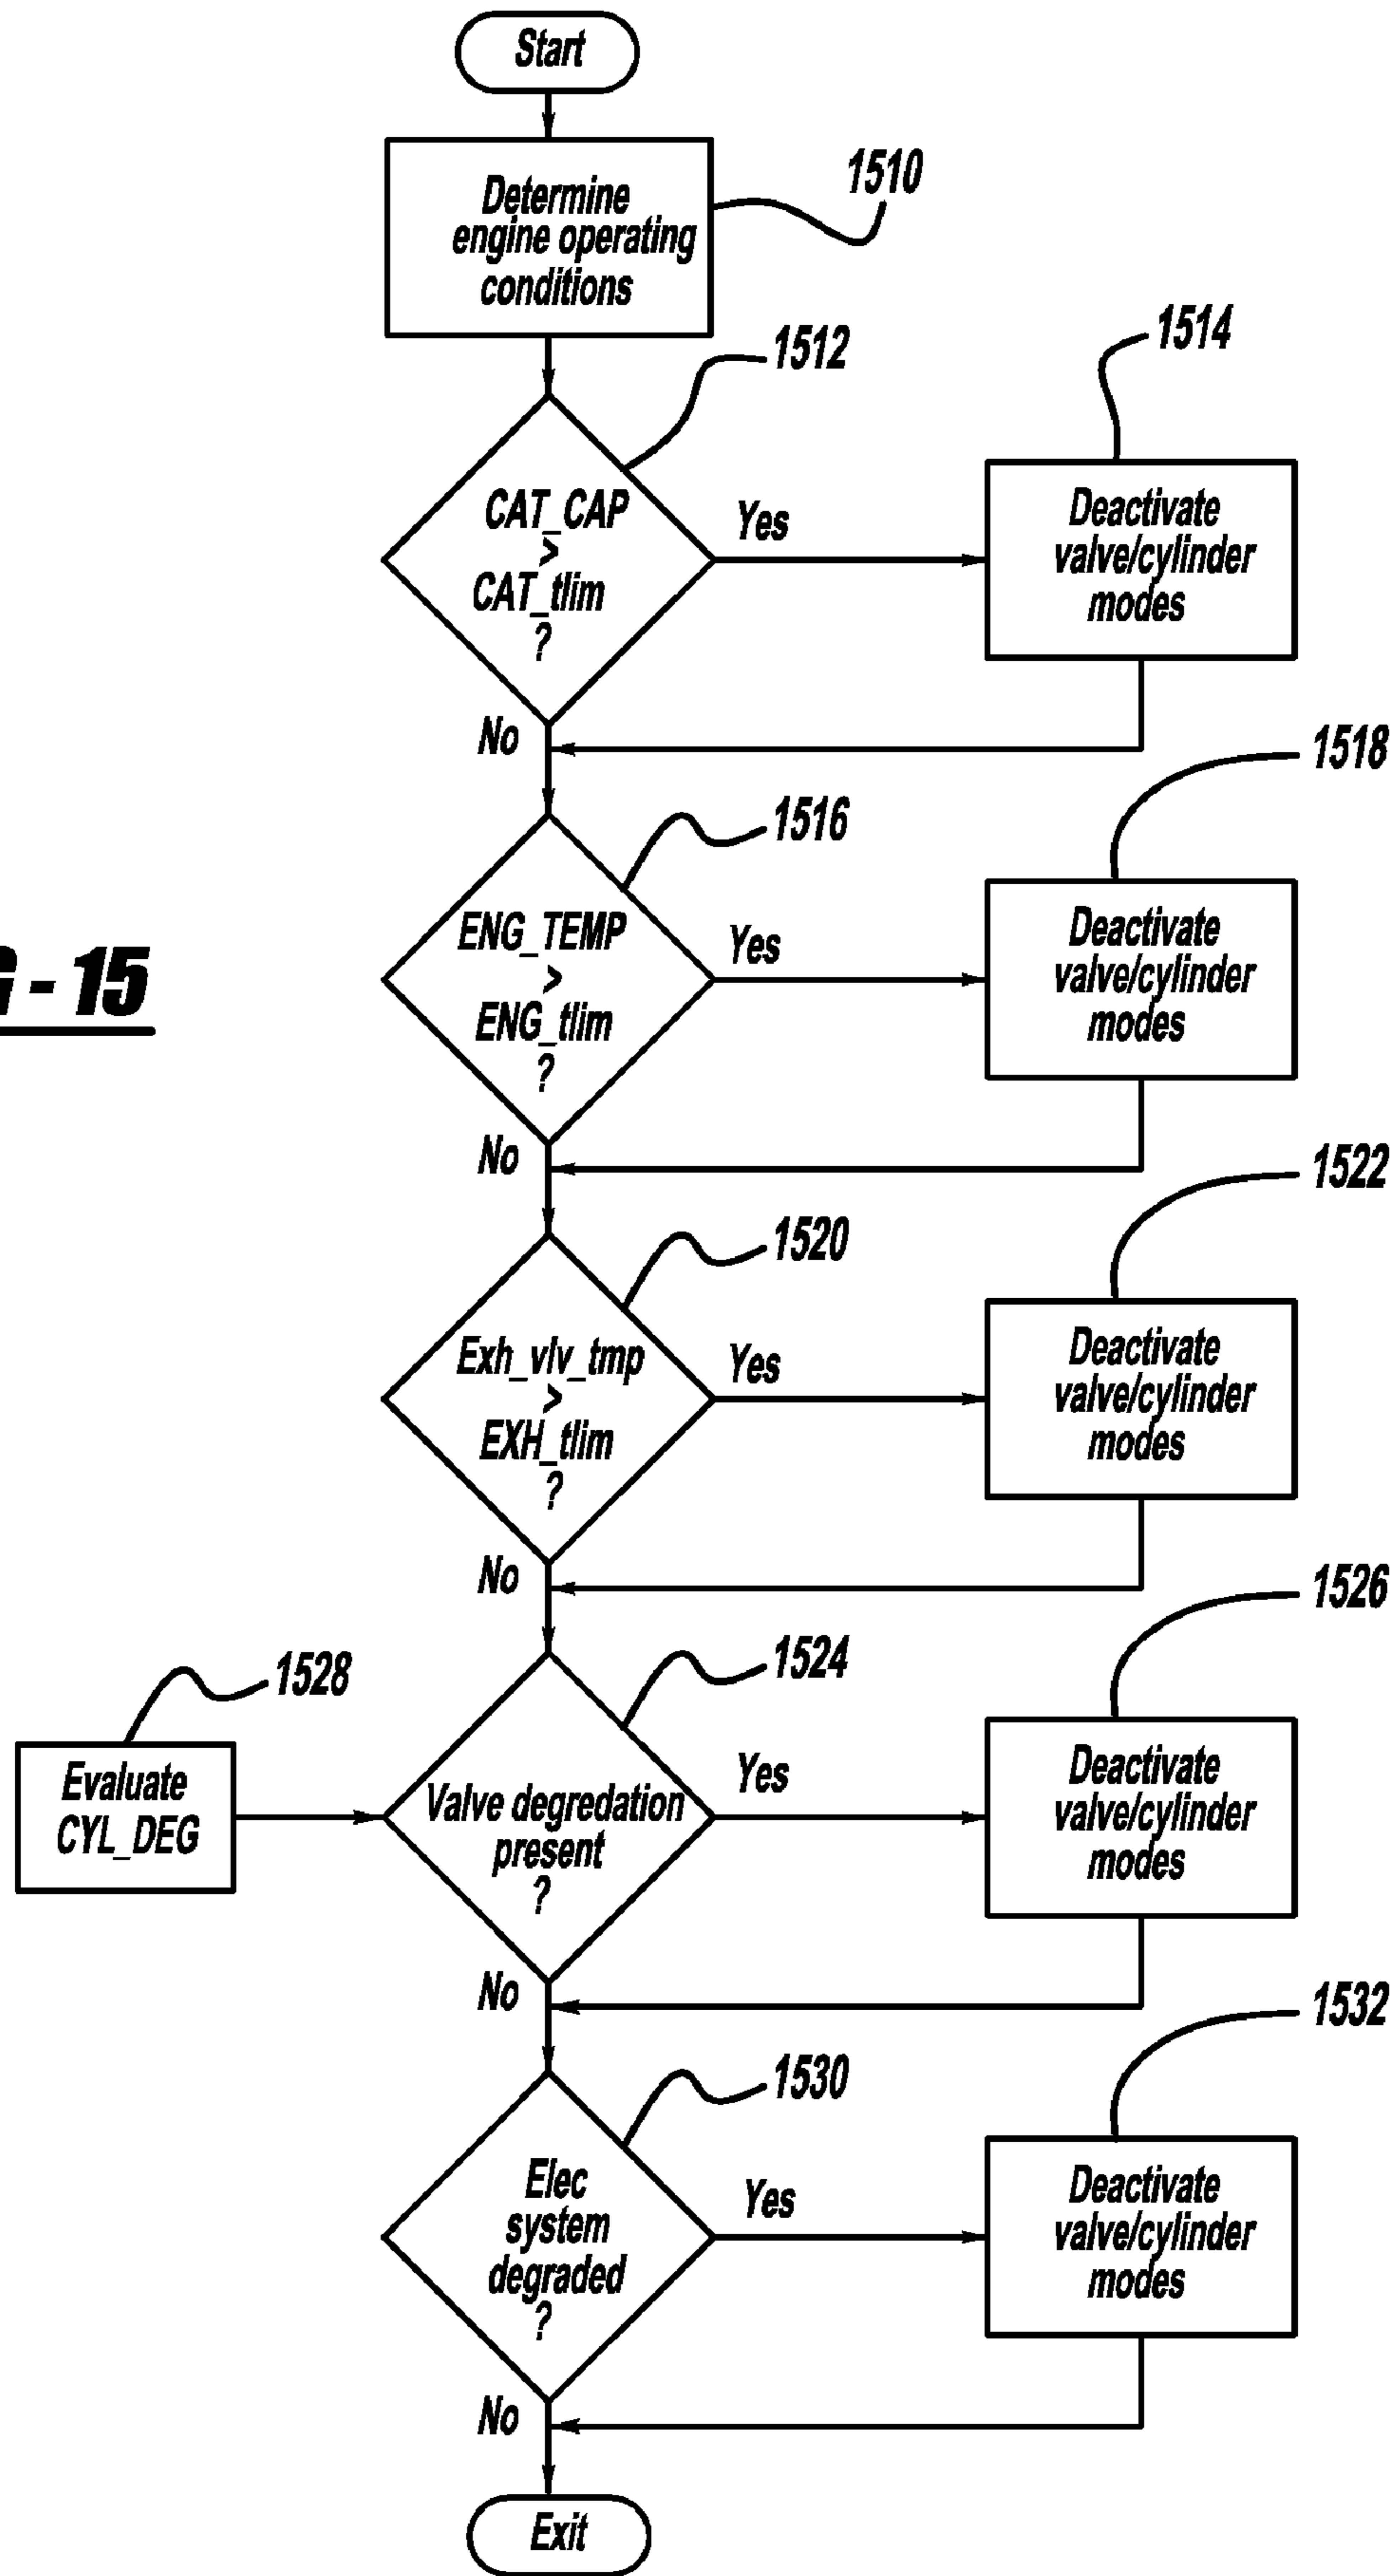 Start
Determine
engine operating
conditions
1510
1512
CAT_CAP
>
CAT_tlim
?
Yes
No
1514
Deactivate
valve/cylinder
modes
1516
ENG_TEMP
>
ENG_tlim
?
Yes
No
1518
Deactivate
valve/cylinder
modes
G - 15
1520
Exh_vlv_tmp
>
EXH_tlim
?
Yes
No
1522
Deactivate
valve/cylinder
modes
1528
Evaluate
CYL_DEG
1524
Valve degredation
present
?
Yes
No
1526
Deactivate
valve/cylinder
modes
1530
Elec
system
degraded
?
Yes
No
1532
Deactivate
valve/cylinder
modes
Exit